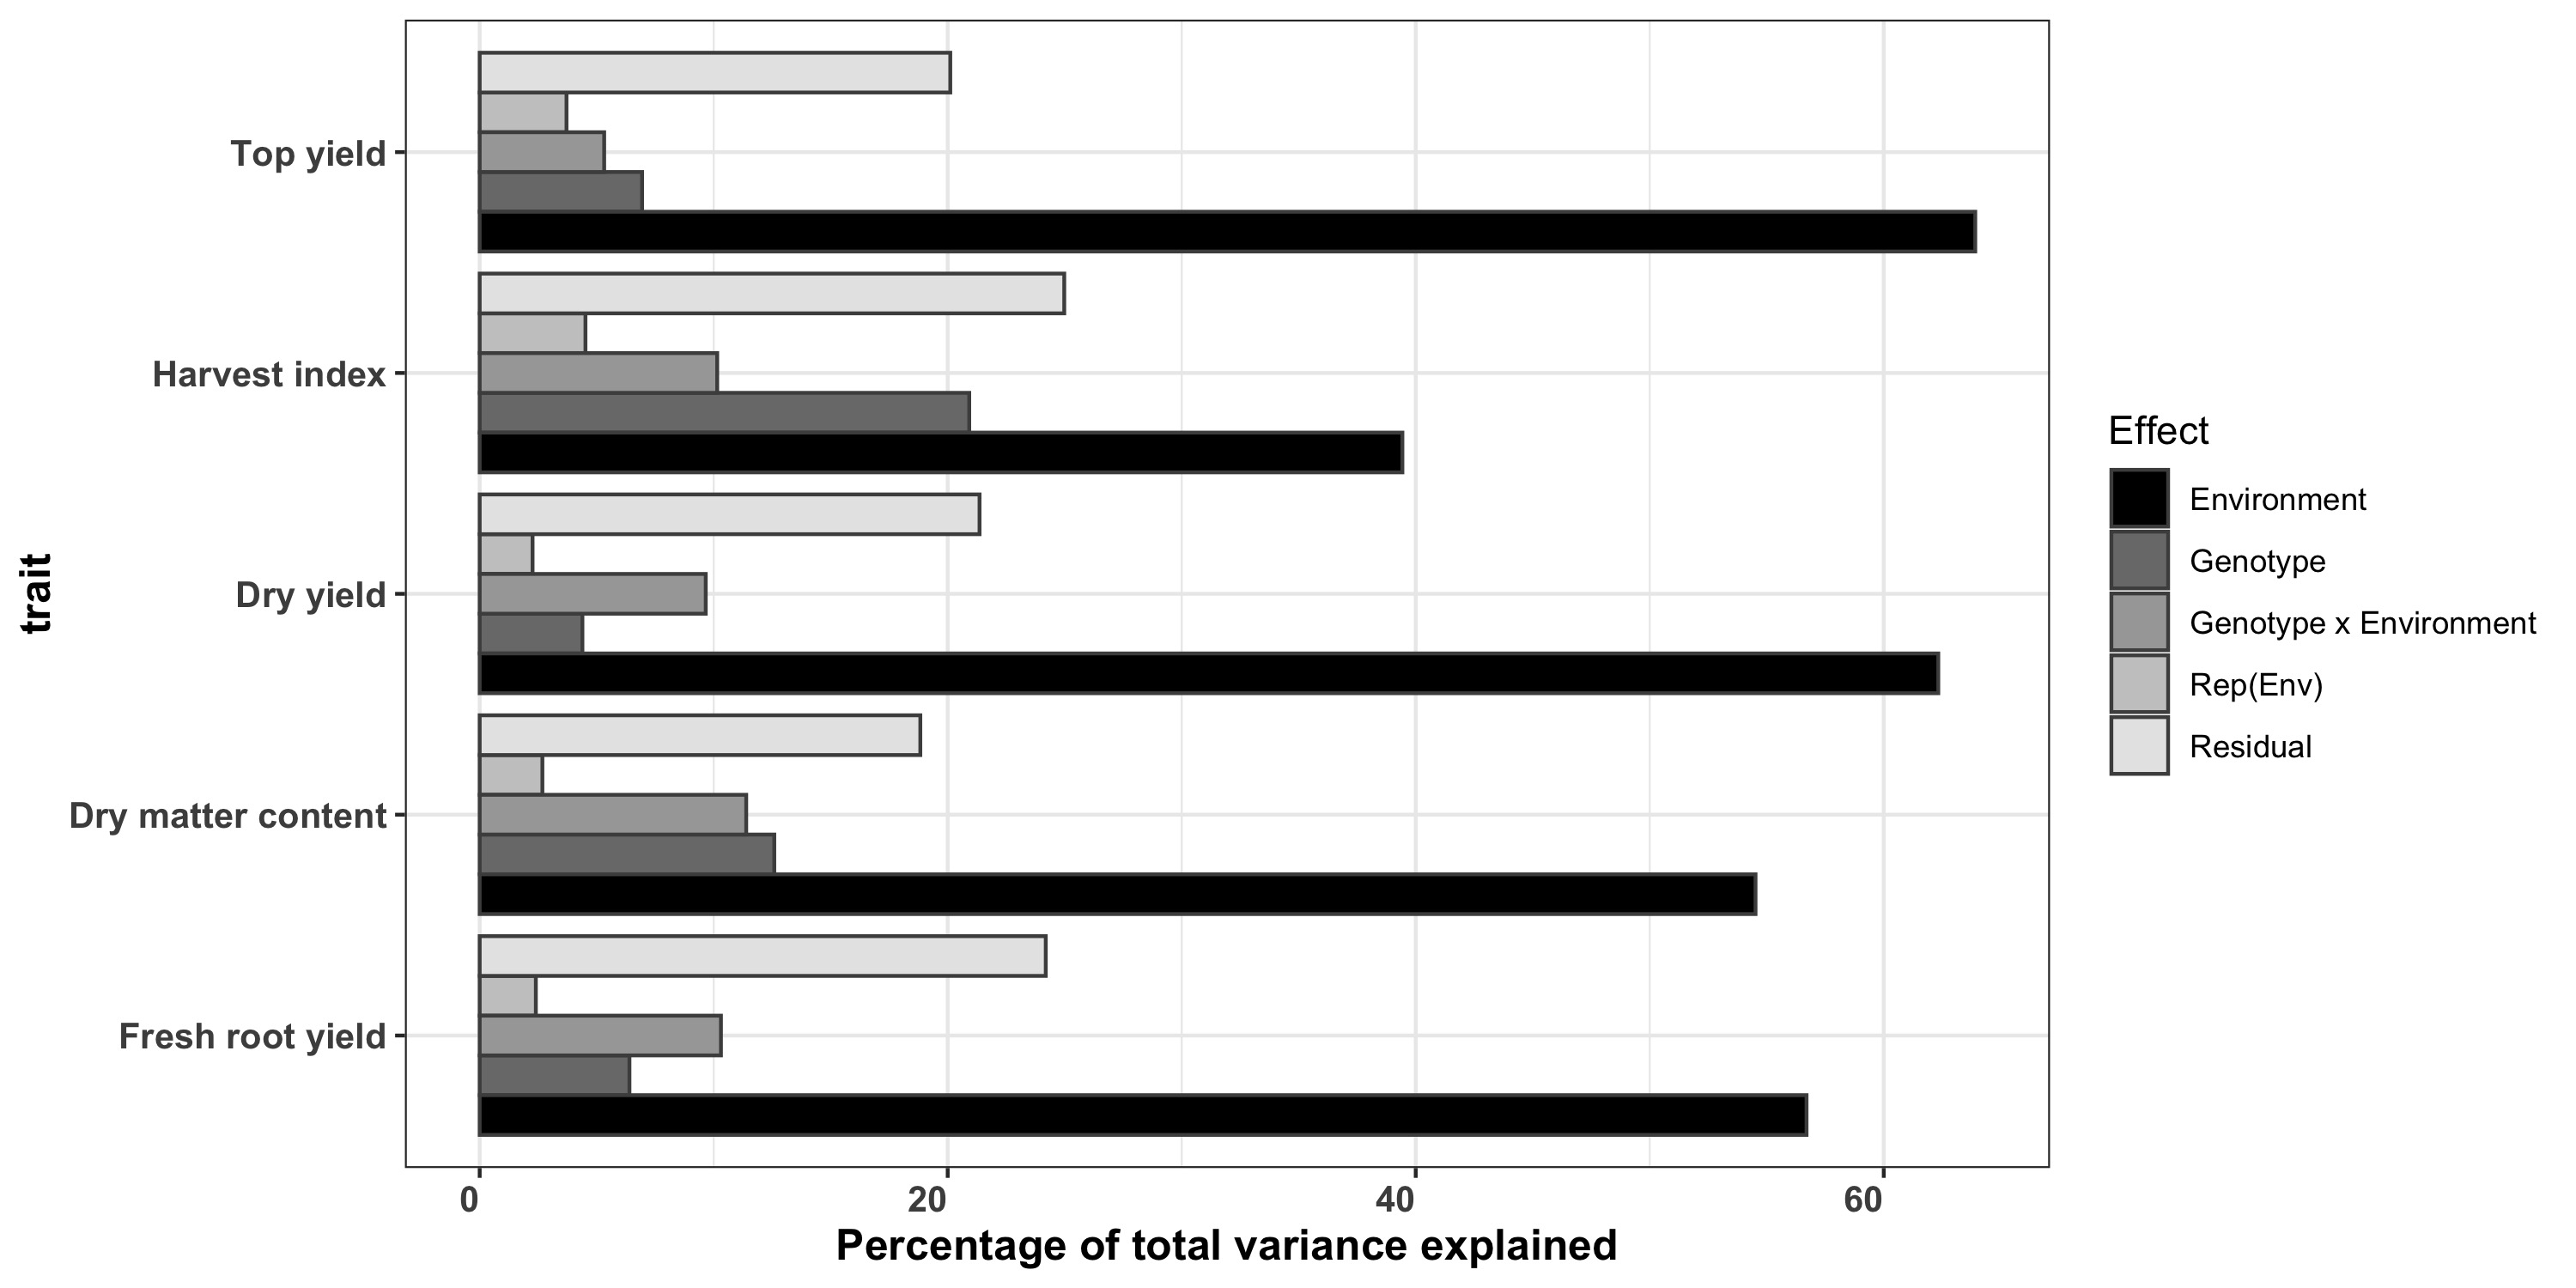 trait
Top yield
Harvest index
Dry yield
Dry matter content
Fresh root yield
0
20
40
60
Percentage of total variance explained
Effect
Environment
Genotype
Genotype x Environment
Rep(Env)
Residual